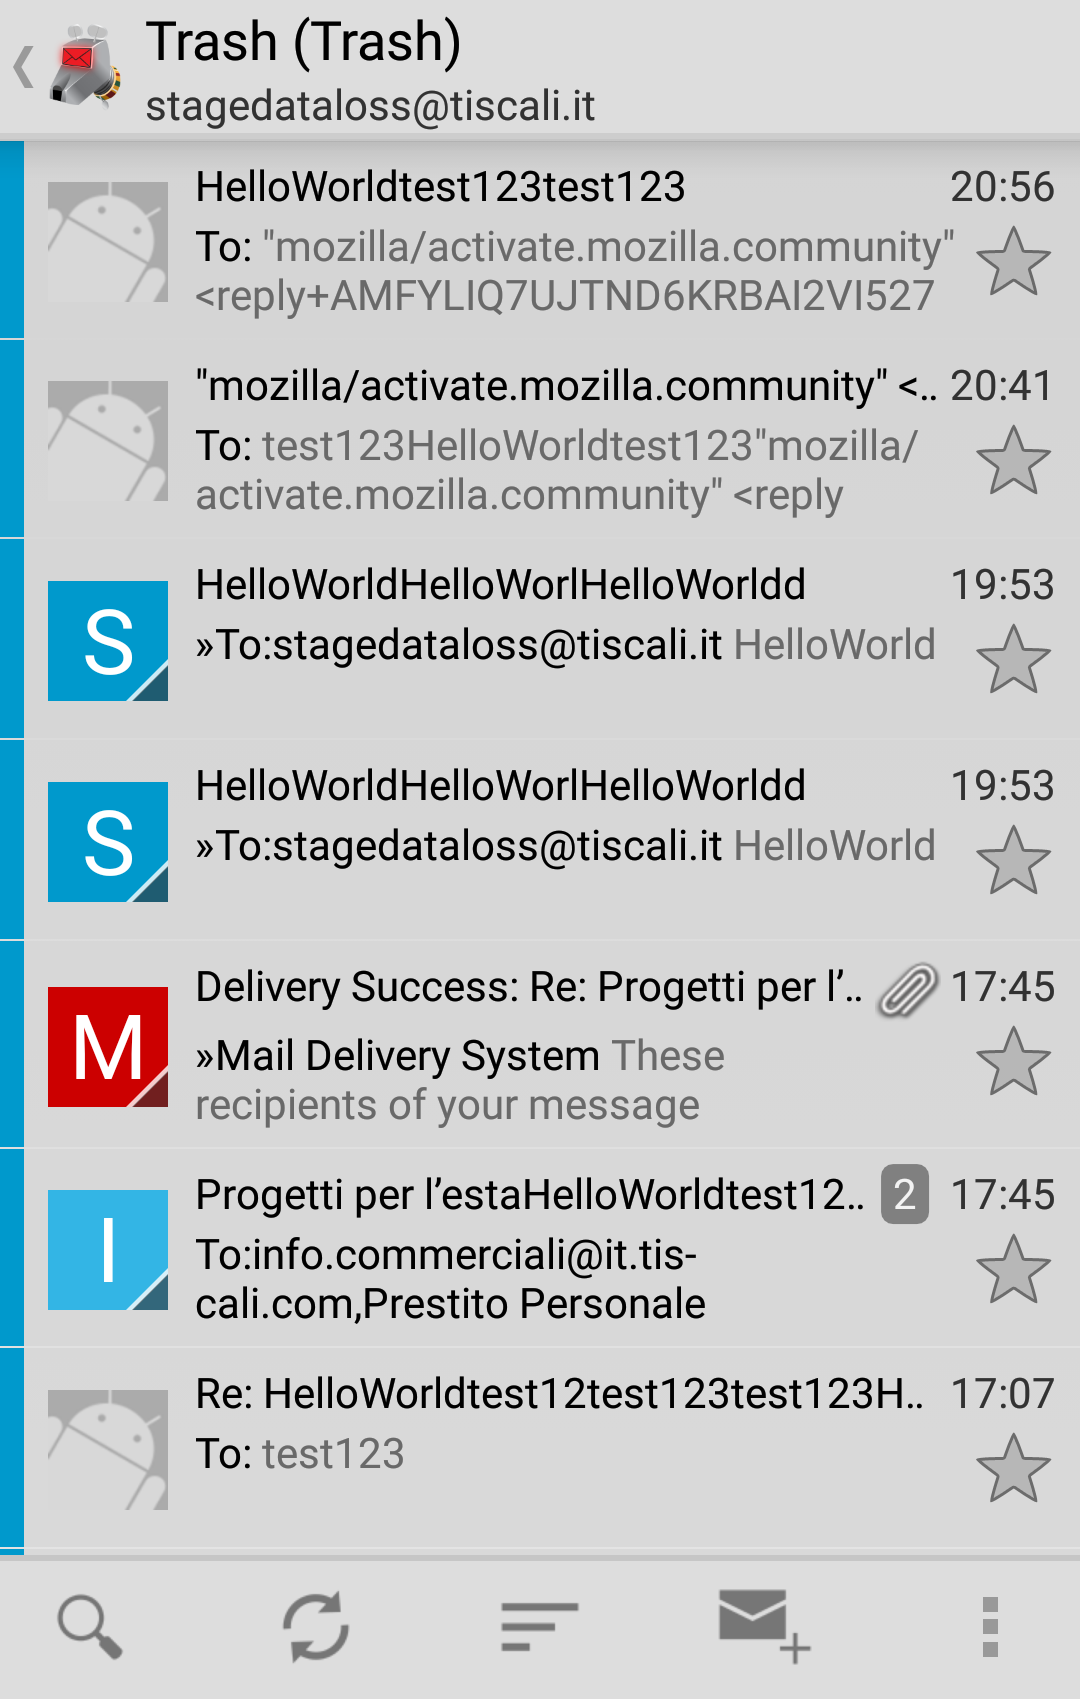 Trash (Trash)
stagedataloss@tiscali.it
HelloWorldtest123test123 20:56
To: "mozilla/activate.mozilla.community"
<reply+AMFYLIQ7UJTND6KRBAI2VI527
"mozilla/activate.mozilla.community" <.. 20:41
To: test123HelloWorldtest123"mozilla/
activate.mozilla.community" <reply
S
HelloWorldHelloWorlHelloWorldd 19:53
»To:stagedataloss@tiscali.it HelloWorld
S
HelloWorldHelloWorlHelloWorldd 19:53
»To:stagedataloss@tiscali.it HelloWorld
M
Delivery Success: Re: Progetti per l’.. 17:45
»Mail Delivery System These
recipients of your message
I
Progetti per l’estaHelloWorldtest12.. 2 17:45
To:info.commerciali@it.tis-
cali.com,Prestito Personale
Re: HelloWorldtest12test123test123H.. 17:07
To: test123